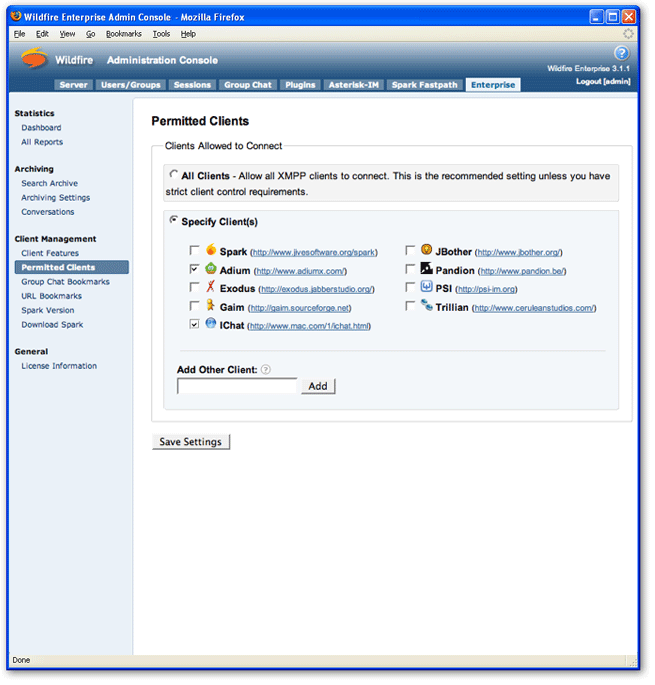 Wildfire Enterprise Admin Console - Mozilla Firefox
File Edit View Go Bookmarks Tools Help
Wildfire Administration Console
Wildfire Enterprise 3.1.1
Logout [admin]
Server Users/Groups Sessions Group Chat Plugins Asterisk-IM Spark Fastpath Enterprise
Statistics
Dashboard
All Reports
Archiving
Search Archive
Archiving Settings
Conversations
Client Management
Client Features
Permitted Clients
Group Chat Bookmarks
URL Bookmarks
Spark Version
Download Spark
General
License Information
Permitted Clients
Clients Allowed to Connect
All Clients - Allow all XMPP clients to connect. This is the recommended setting unless you have
strict client control requirements.
Specify Client(s)
Spark (http://www.jivesoftware.org/spark)
Adium (http://www.adiumx.com/)
Exodus (http://exodus.jabberstudio.org/)
Gaim (http://gaim.sourceforge.net)
IChat (http://www.mac.com/1/ichat.html)
JBother (http://www.jbother.org/)
Pandion (http://www.pandion.be/)
PSI (http://psi-im.org)
Trillian (http://www.ceruleanstudios.com/)
Add Other Client: ?
Add
Save Settings
Done